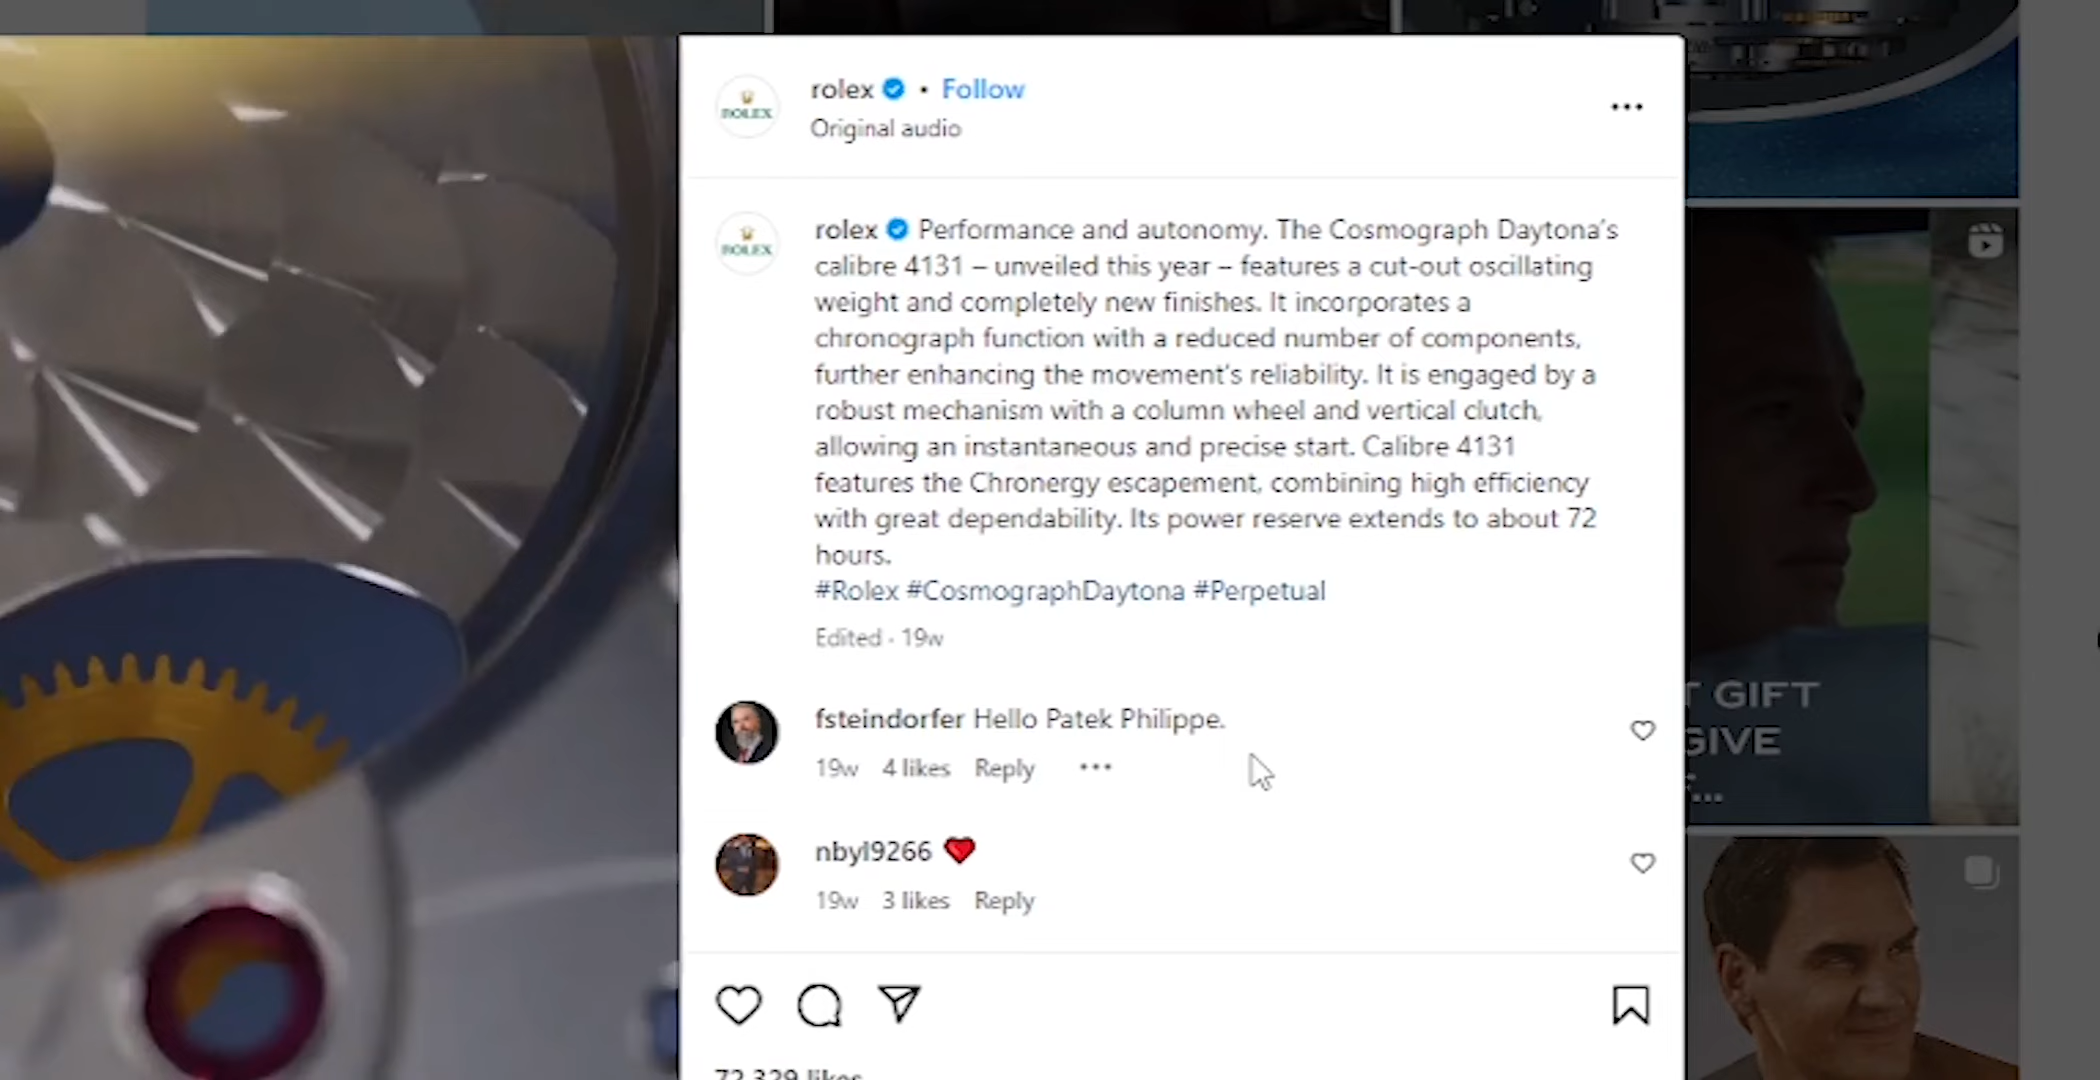 rolex • Follow
Original audio
ROLEX
rolex Performance and autonomy. The Cosmograph Daytona’s
calibre 4131 – unveiled this year – features a cut-out oscillating
weight and completely new finishes. It incorporates a
chronograph function with a reduced number of components,
further enhancing the movement’s reliability. It is engaged by a
robust mechanism with a column wheel and vertical clutch,
allowing an instantaneous and precise start. Calibre 4131
features the Chronergy escapement, combining high efficiency
with great dependability. Its power reserve extends to about 72
hours.
ROLEX
#Rolex #CosmographDaytona #Perpetual
Edited · 19w
fsteindorfer Hello Patek Philippe.
19w 4 likes Reply
nbyl9266 ❤
19w 3 likes Reply
72,329 likes
T GIFT
GIVE